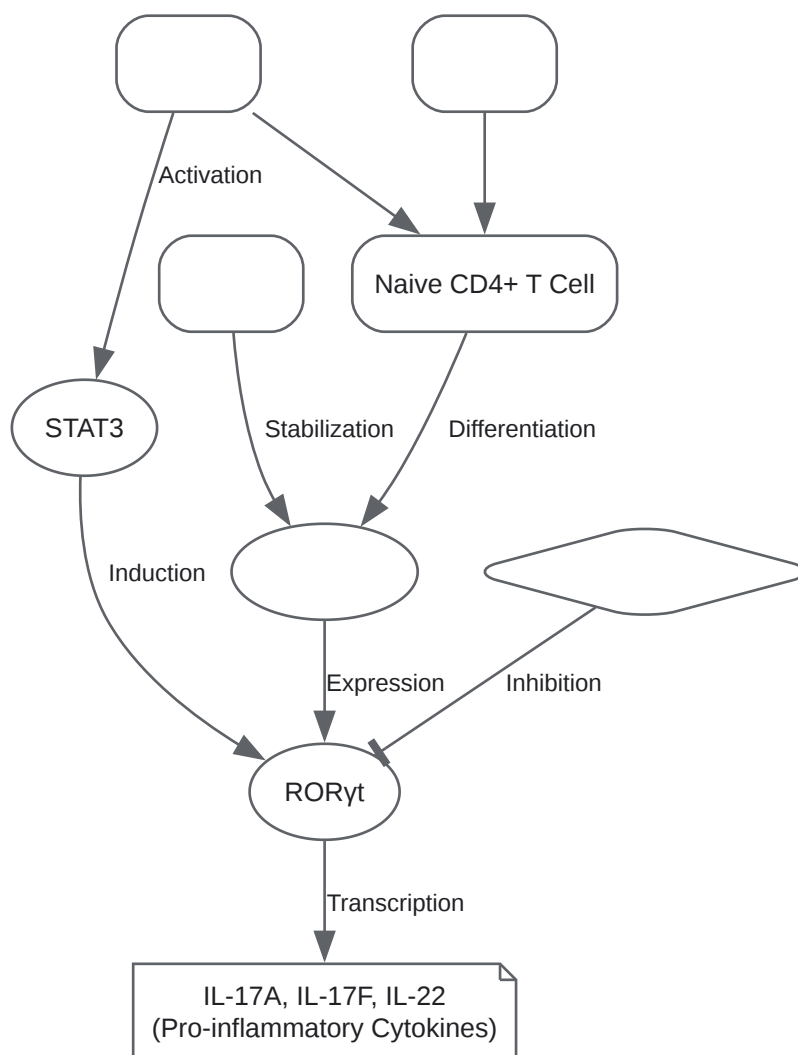 Activation
Naive CD4+ T Cell
STAT3
Stabilization
Differentiation
Induction
Expression
Inhibition
RORγt
Transcription
IL-17A, IL-17F, IL-22
(Pro-inflammatory Cytokines)